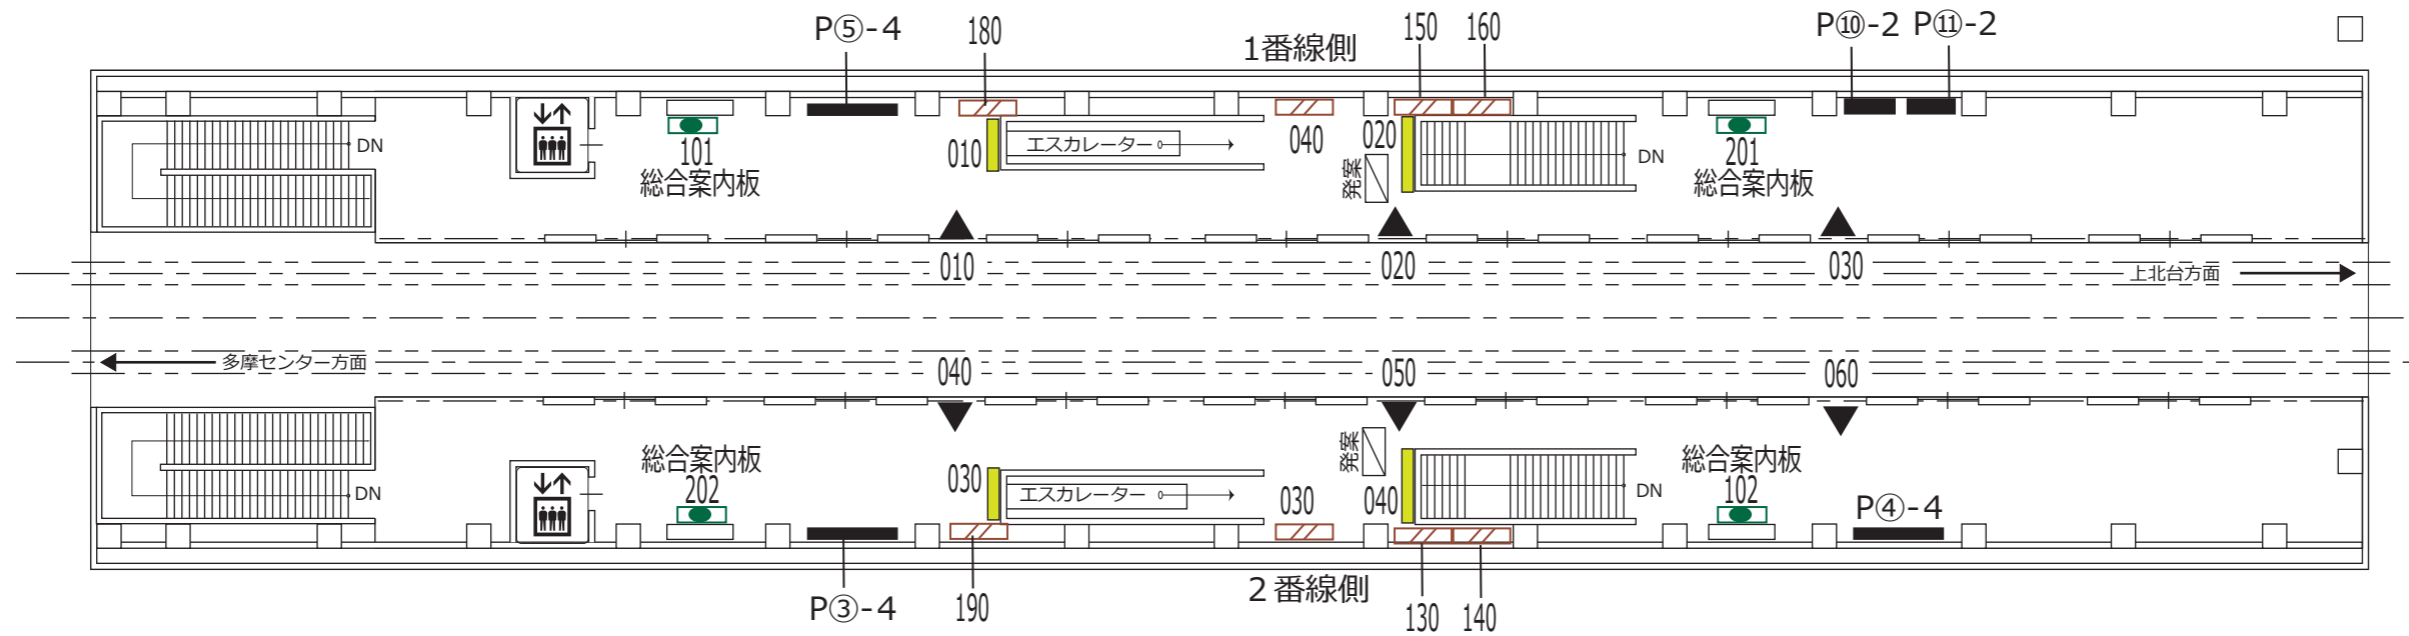 P⑤-4
180
1番線側
150
160
P⑩-2
P⑪-2
DN
101
総合案内板
010
エスカレーター
040
020
発案
DN
201
総合案内板
010
020
030
上北台方面
多摩センター方面
040
050
060
DN
総合案内板
202
030
エスカレーター
030
発案
040
DN
総合案内板
102
P④-4
P③-4
190
2番線側
130
140